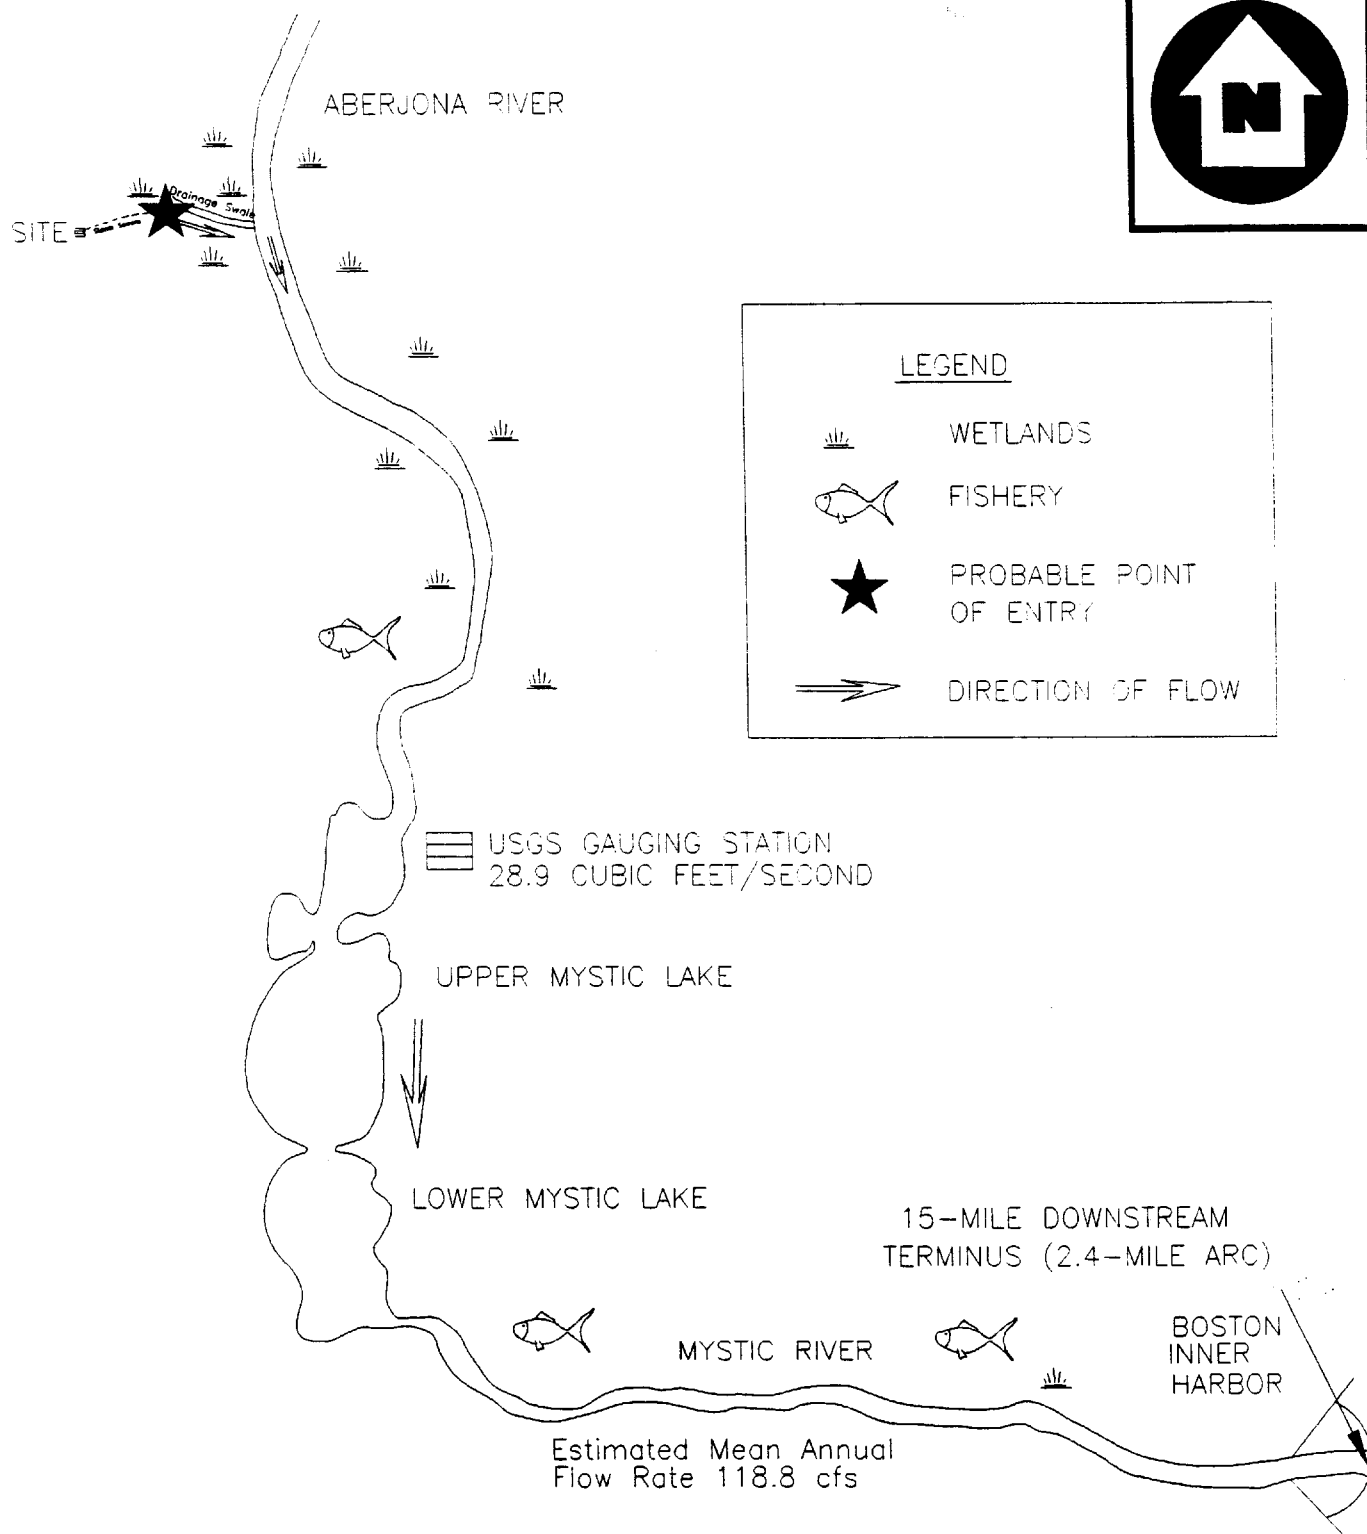 N
ABERJONA RIVER
Drainage Swale
SITE
LEGEND
WETLANDS
FISHERY
PROBABLE POINT
OF ENTRY
DIRECTION OF FLOW
USGS GAUGING STATION
28.9 CUBIC FEET/SECOND
UPPER MYSTIC LAKE
LOWER MYSTIC LAKE
15-MILE DOWNSTREAM
TERMINUS (2.4-MILE ARC)
MYSTIC RIVER
BOSTON
INNER
HARBOR
Estimated Mean Annual
Flow Rate 118.8 cfs